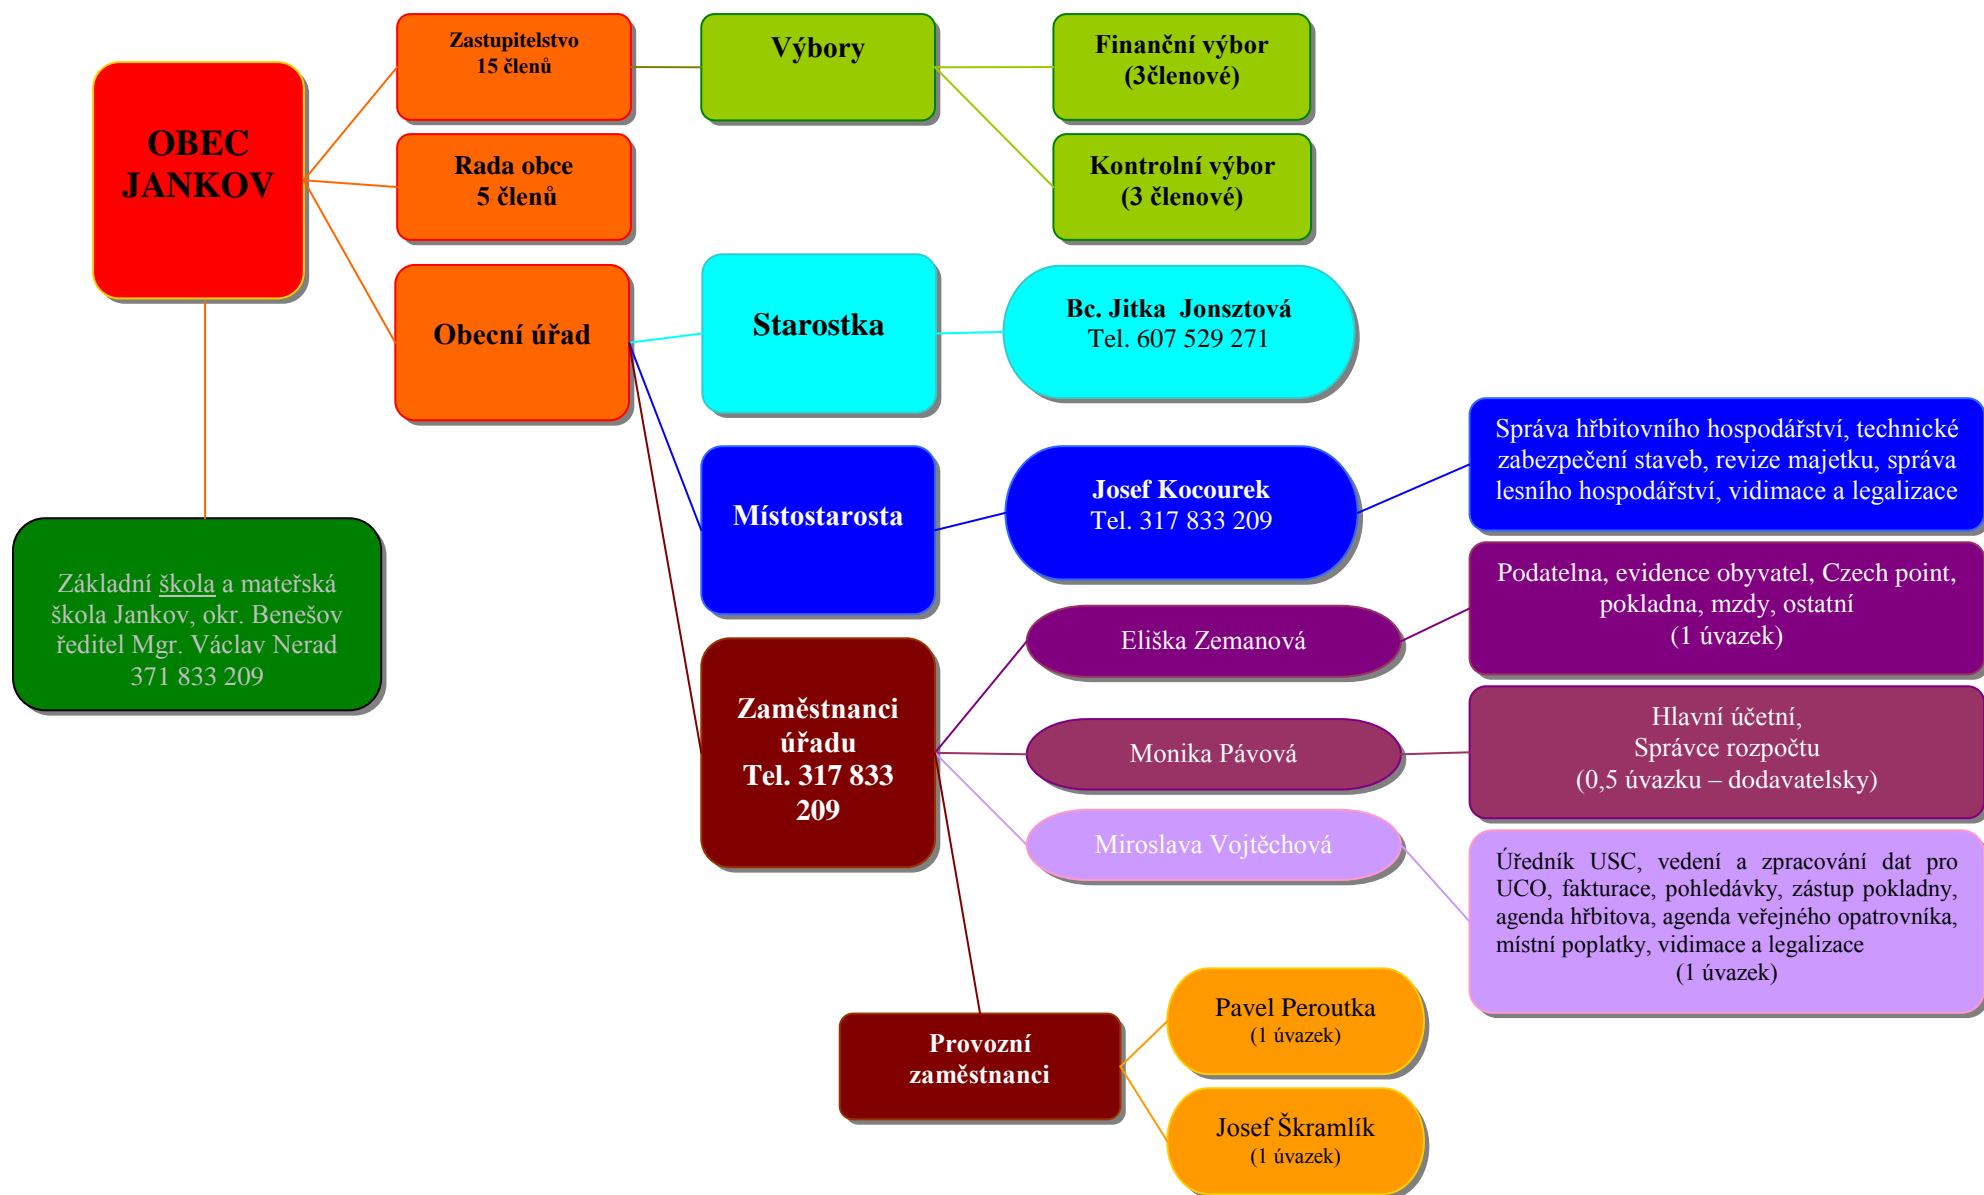 OBEC
JANKOV
Zastupitelstvo
15 členů
Výbory
Finanční výbor
(3členové)
Rada obce
5 členů
Kontrolní výbor
(3 členové)
Obecní úřad
Starostka
Bc. Jitka  Jonsztová
Tel. 607 529 271
Místostarosta
Josef Kocourek
Tel. 317 833 209
Správa hřbitovního hospodářství, technické
zabezpečení staveb, revize majetku, správa
lesního hospodářství, vidimace a legalizace
Základní škola a mateřská
škola Jankov, okr. Benešov
ředitel Mgr. Václav Nerad
371 833 209
Zaměstnanci
úřadu
Tel. 317 833
209
Eliška Zemanová
Podatelna, evidence obyvatel, Czech point,
pokladna, mzdy, ostatní
(1 úvazek)
Monika Pávová
Hlavní účetní,
Správce rozpočtu
(0,5 úvazku – dodavatelsky)
Miroslava Vojtěchová
Úředník USC, vedení a zpracování dat pro
UCO, fakturace, pohledávky, zástup pokladny,
agenda hřbitova, agenda veřejného opatrovníka,
místní poplatky, vidimace a legalizace
(1 úvazek)
Provozní
zaměstnanci
Pavel Peroutka
(1 úvazek)
Josef Škramlík
(1 úvazek)